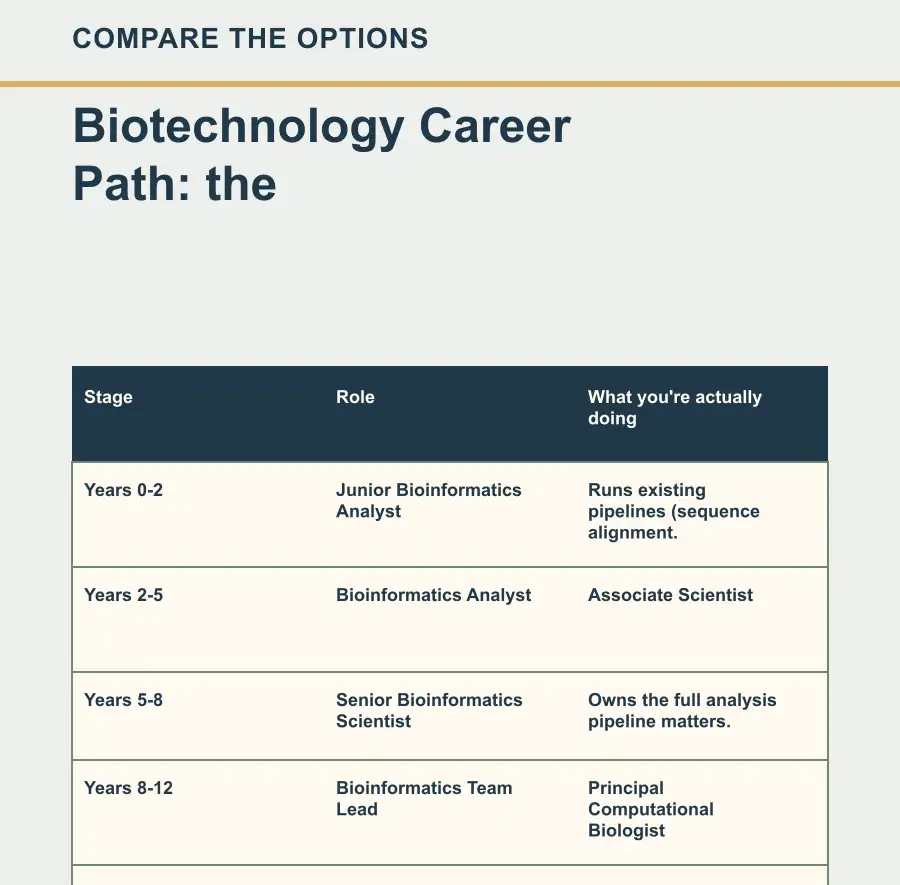 COMPARE THE OPTIONS
Biotechnology Career
Path: the
Stage
Role
What you're actually
doing
Years 0-2
Junior Bioinformatics
Analyst
Runs existing
pipelines (sequence
alignment.
Years 2-5
Bioinformatics Analyst
Associate Scientist
Years 5-8
Senior Bioinformatics
Scientist
Owns the full analysis
pipeline matters.
Years 8-12
Bioinformatics Team
Lead
Principal
Computational
Biologist